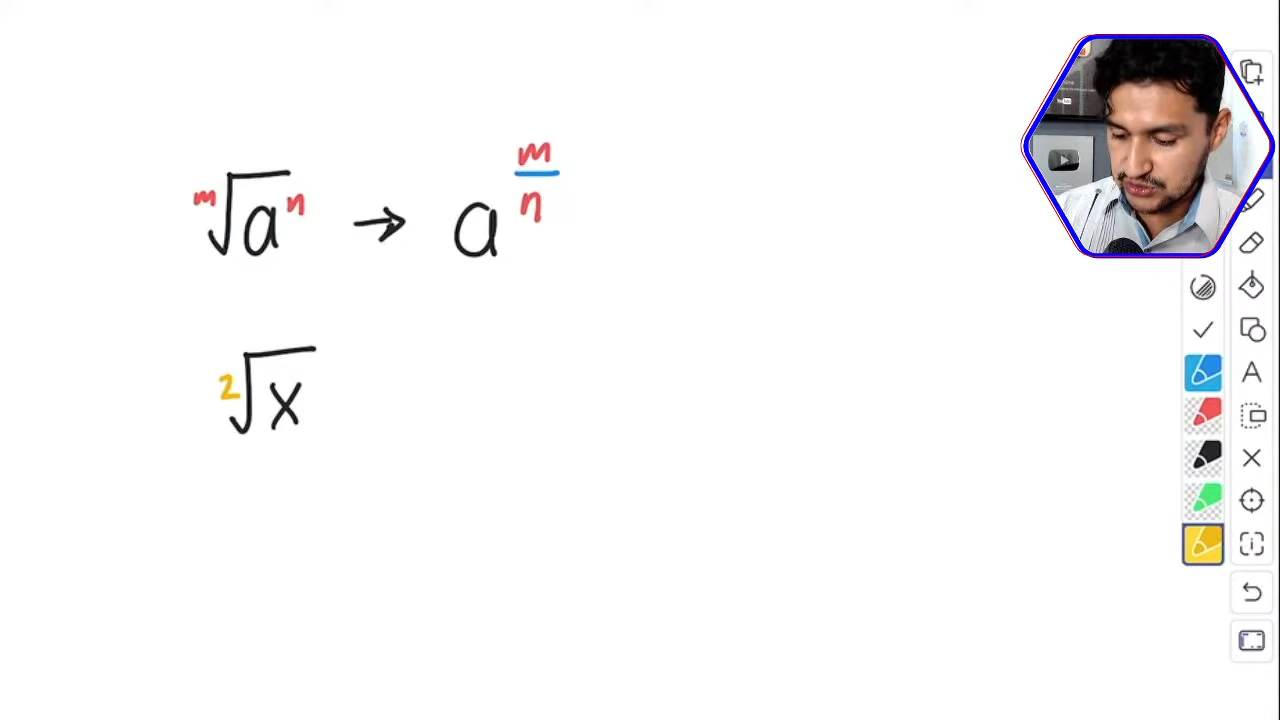 ᵐ√aⁿ → a^(m/n)
²√x